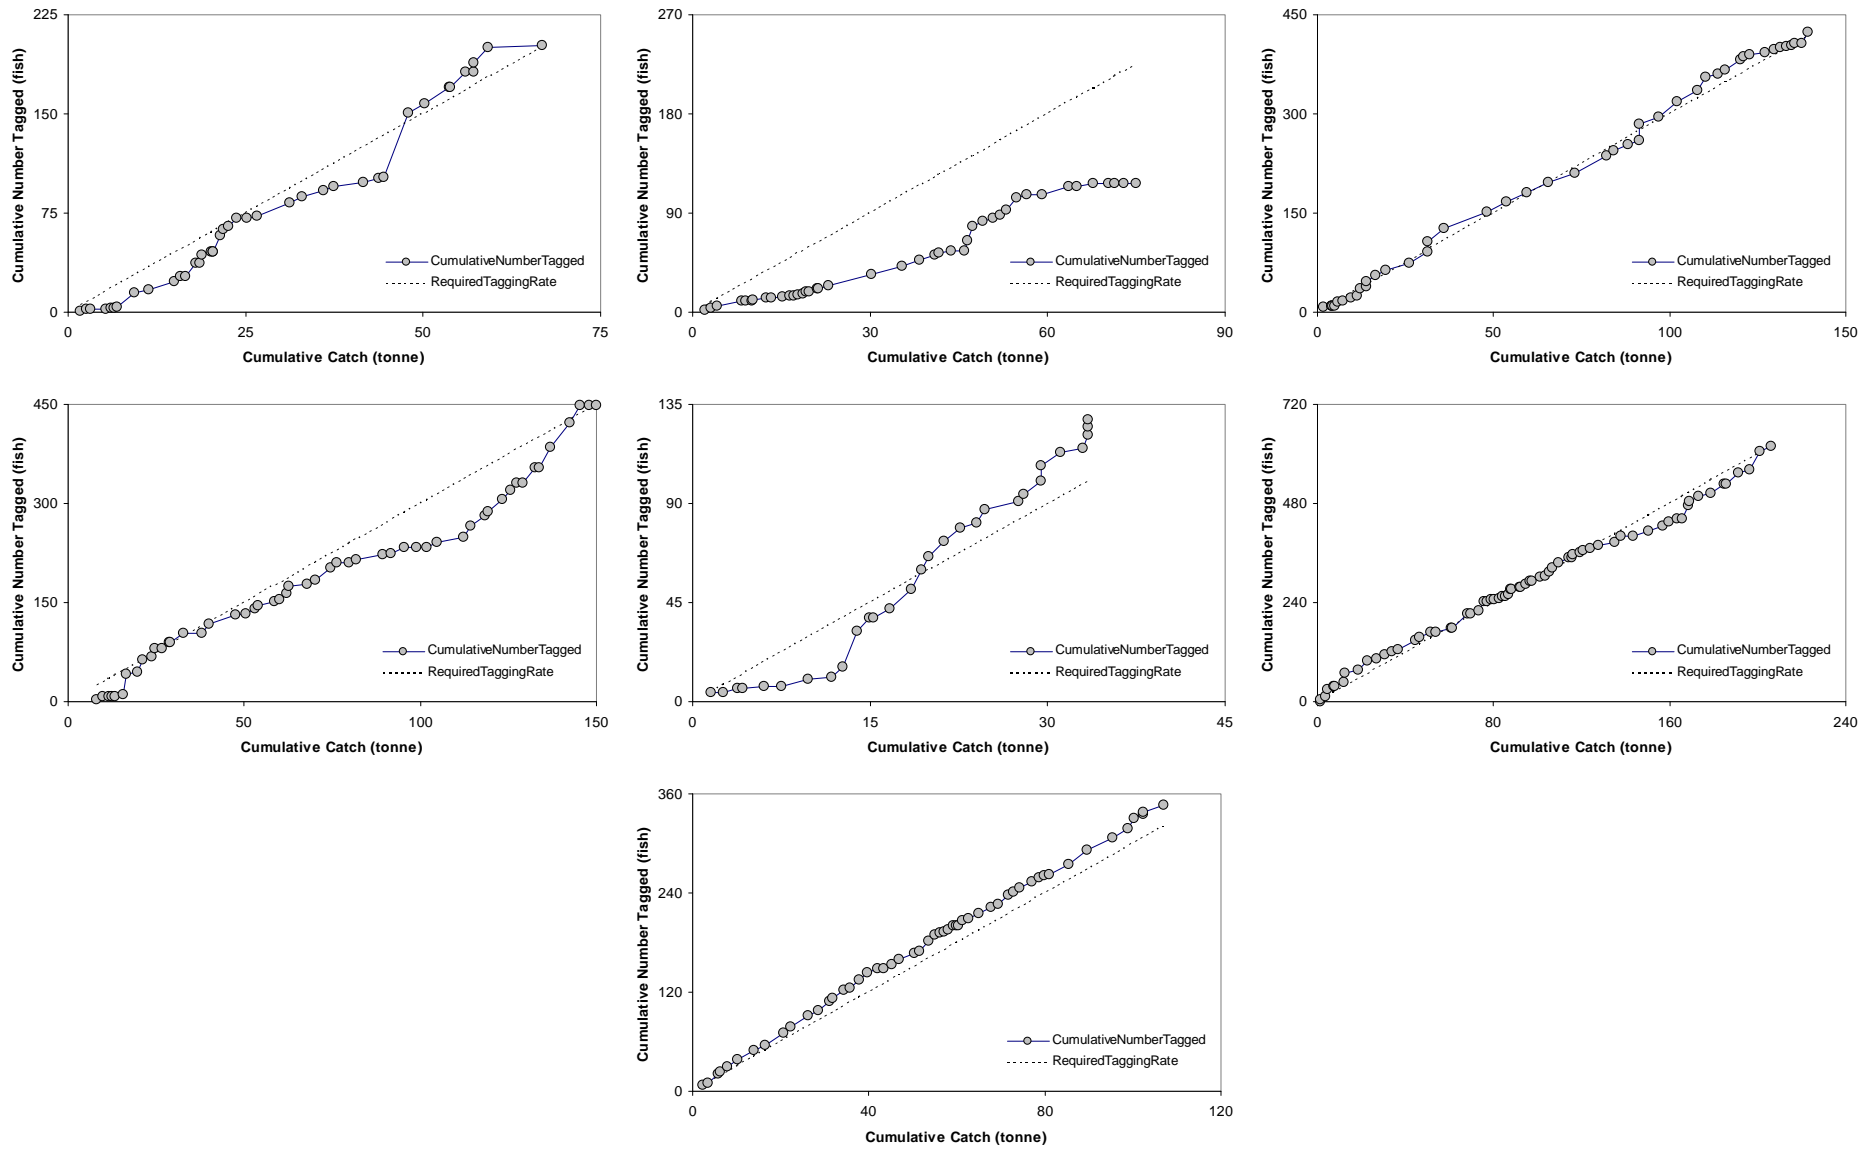 225
150
75
0
0
25
50
75
Cumulative Number Tagged (fish)
Cumulative Catch (tonne)
CumulativeNumberTagged
RequiredTaggingRate
270
180
90
0
0
30
60
90
Cumulative Number Tagged (fish)
Cumulative Catch (tonne)
CumulativeNumberTagged
RequiredTaggingRate
450
300
150
0
0
50
100
150
Cumulative Number Tagged (fish)
Cumulative Catch (tonne)
CumulativeNumberTagged
RequiredTaggingRate
450
300
150
0
0
50
100
150
Cumulative Number Tagged (fish)
Cumulative Catch (tonne)
CumulativeNumberTagged
RequiredTaggingRate
135
90
45
0
0
15
30
45
Cumulative Number Tagged (fish)
Cumulative Catch (tonne)
CumulativeNumberTagged
RequiredTaggingRate
720
480
240
0
0
80
160
240
Cumulative Number Tagged (fish)
Cumulative Catch (tonne)
CumulativeNumberTagged
RequiredTaggingRate
360
240
120
0
0
40
80
120
Cumulative Number Tagged (fish)
Cumulative Catch (tonne)
CumulativeNumberTagged
RequiredTaggingRate